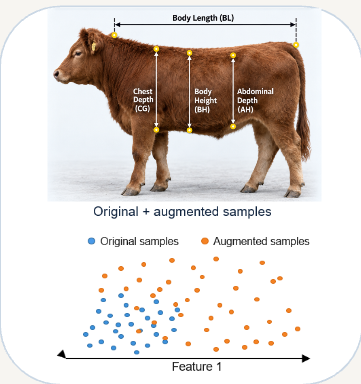 Body Length (BL)
Chest
Depth
(CG)
Body
Height
(BH)
Abdominal
Depth
(AH)
Original + augmented samples
Original samples
Augmented samples
Feature 1